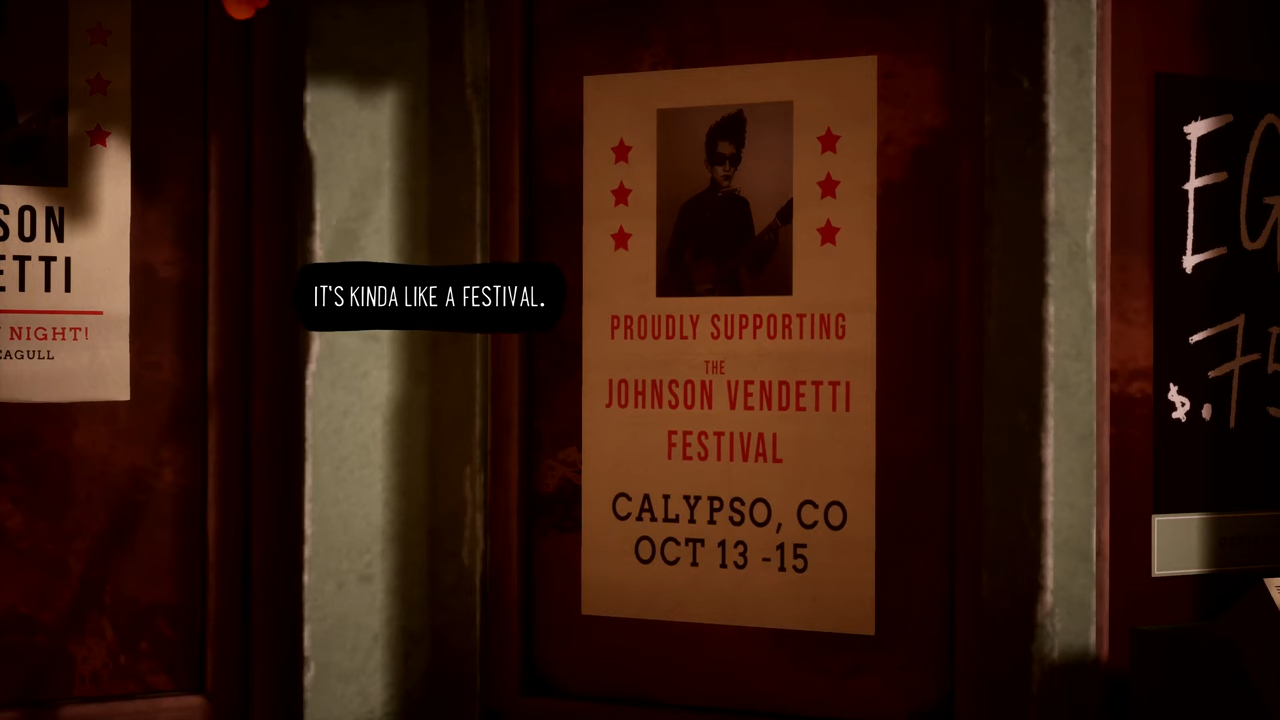 SON
ETTI
NIGHT!
EAGULL
IT'S KINDA LIKE A FESTIVAL.
PROUDLY SUPPORTING
THE
JOHNSON VENDETTI
FESTIVAL
CALYPSO, CO
OCT 13 -15
EG
$.75